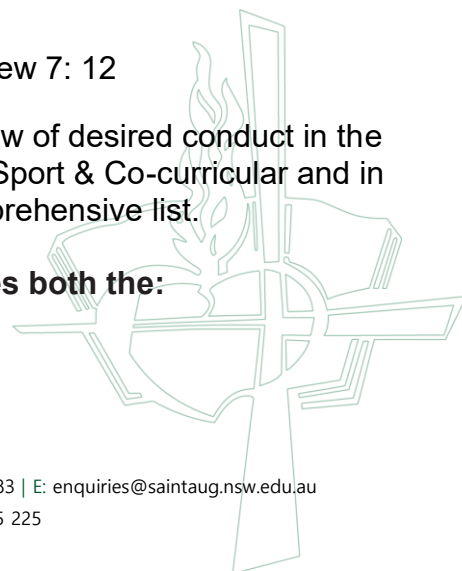 ew 7: 12
w of desired conduct in the
Sport & Co-curricular and in
prehensive list.
es both the:
33 | E: enquiries@saintaug.nsw.edu.au
5 225